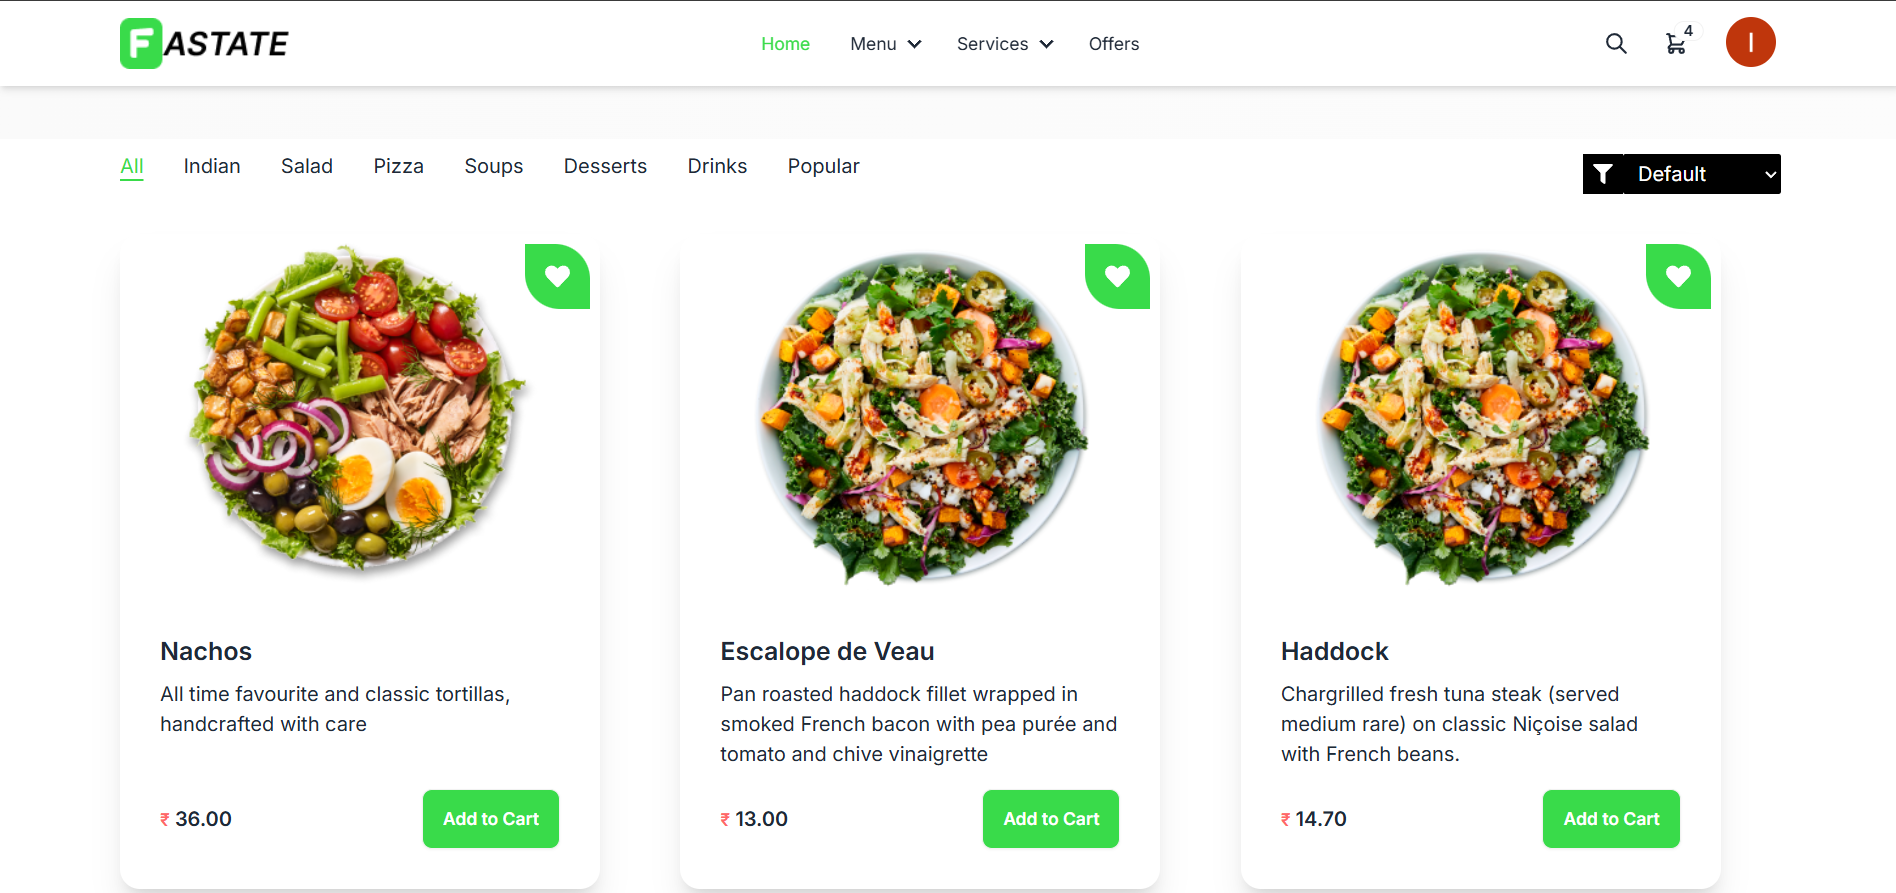 FASTATE
Home Menu Services Offers
4
I
All Indian Salad Pizza Soups Desserts Drinks Popular
Default
Nachos
All time favourite and classic tortillas,
handcrafted with care
₹ 36.00
Add to Cart
Escalope de Veau
Pan roasted haddock fillet wrapped in
smoked French bacon with pea purée and
tomato and chive vinaigrette
₹ 13.00
Add to Cart
Haddock
Chargrilled fresh tuna steak (served
medium rare) on classic Niçoise salad
with French beans.
₹ 14.70
Add to Cart